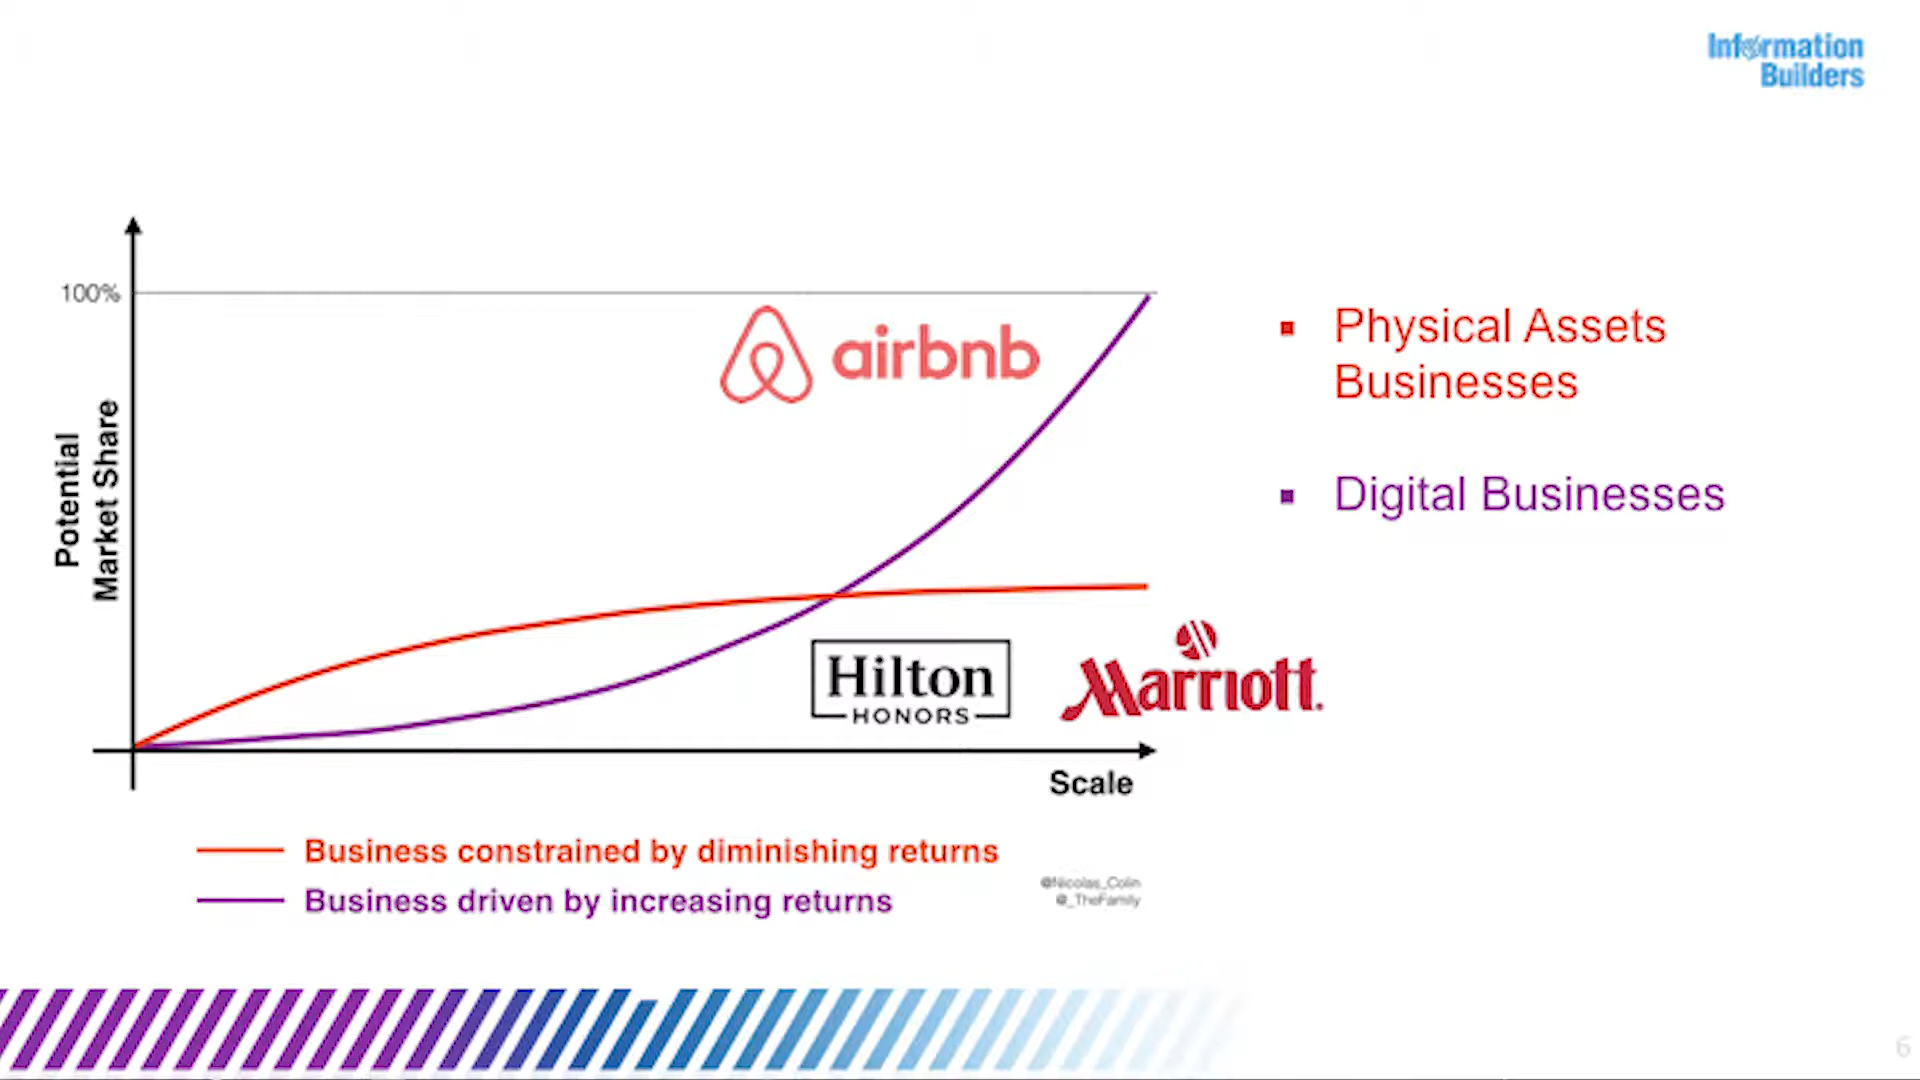 Information
Builders
100%
Potential
Market Share
airbnb
Physical Assets
Businesses
Digital Businesses
Hilton
HONORS
Marriott.
Scale
Business constrained by diminishing returns
Business driven by increasing returns
@Nicolas_Colin
@_TheFamily
6